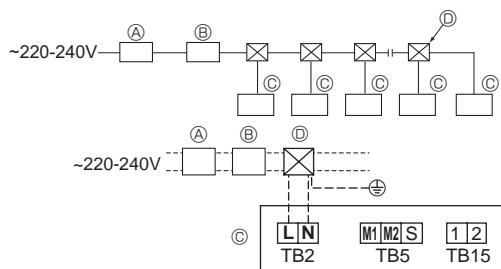 Ⓐ Ⓑ Ⓓ
~220-240V
Ⓒ Ⓒ Ⓒ Ⓒ Ⓒ
Ⓐ Ⓑ Ⓓ
~220-240V
Ⓒ L N M1 M2 S 1 2
TB2 TB5 TB15